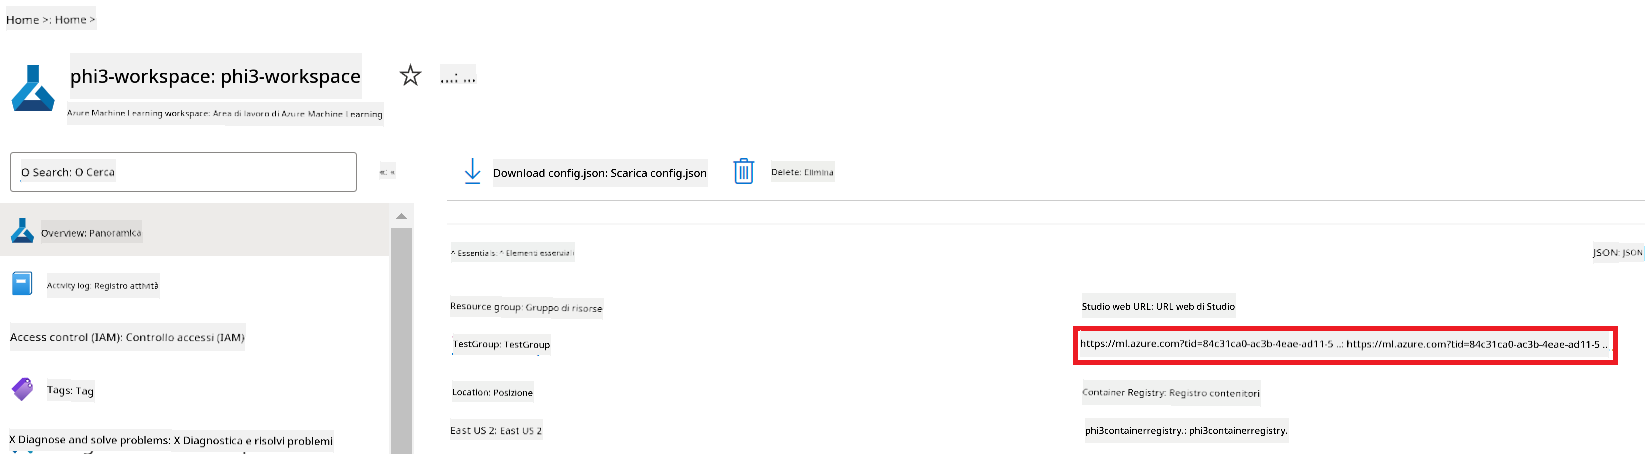 Home >: Home >
phi3-workspace: phi3-workspace
...: ...
Azure Machine Learning workspace: Area di lavoro di Azure Machine Learning
O Search: O Cerca
Download config.json: Scarica config.json
Delete: Elimina
Overview: Panoramica
^ Essentials: ^ Elementi essenziali
JSON: JSON
Activity log: Registro attività
Resource group: Gruppo di risorse
Studio web URL: URL web di Studio
Access control (IAM): Controllo accessi (IAM)
TestGroup: TestGroup
https://ml.azure.com?tid=84c31ca0-ac3b-4eae-ad11-5 ..: https://ml.azure.com?tid=84c31ca0-ac3b-4eae-ad11-5 ..
Tags: Tag
Location: Posizione
Container Registry: Registro contenitori
East US 2: East US 2
phi3containerregistry.: phi3containerregistry.
X Diagnose and solve problems: X Diagnostica e risolvi problemi